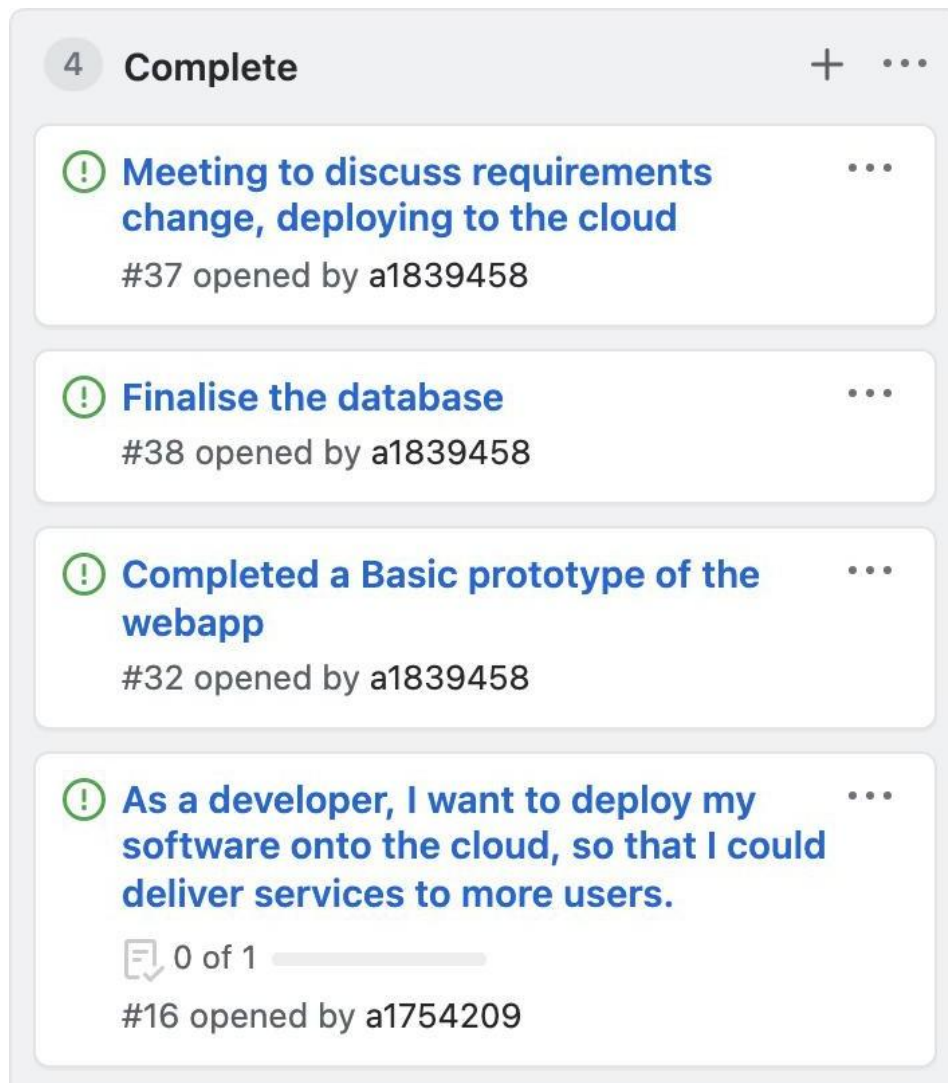 4 Complete
Meeting to discuss requirements
change, deploying to the cloud
#37 opened by a1839458
Finalise the database
#38 opened by a1839458
Completed a Basic prototype of the
webapp
#32 opened by a1839458
As a developer, I want to deploy my
software onto the cloud, so that I could
deliver services to more users.
0 of 1
#16 opened by a1754209